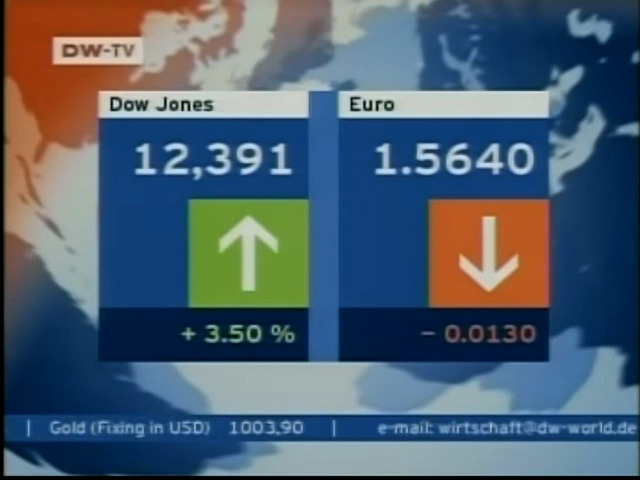 DW-TV
Dow Jones
12,391
+ 3.50 %
Euro
1.5640
− 0.0130
| Gold (Fixing in USD) 1003,90 | e-mail: wirtschaft@dw-world.de